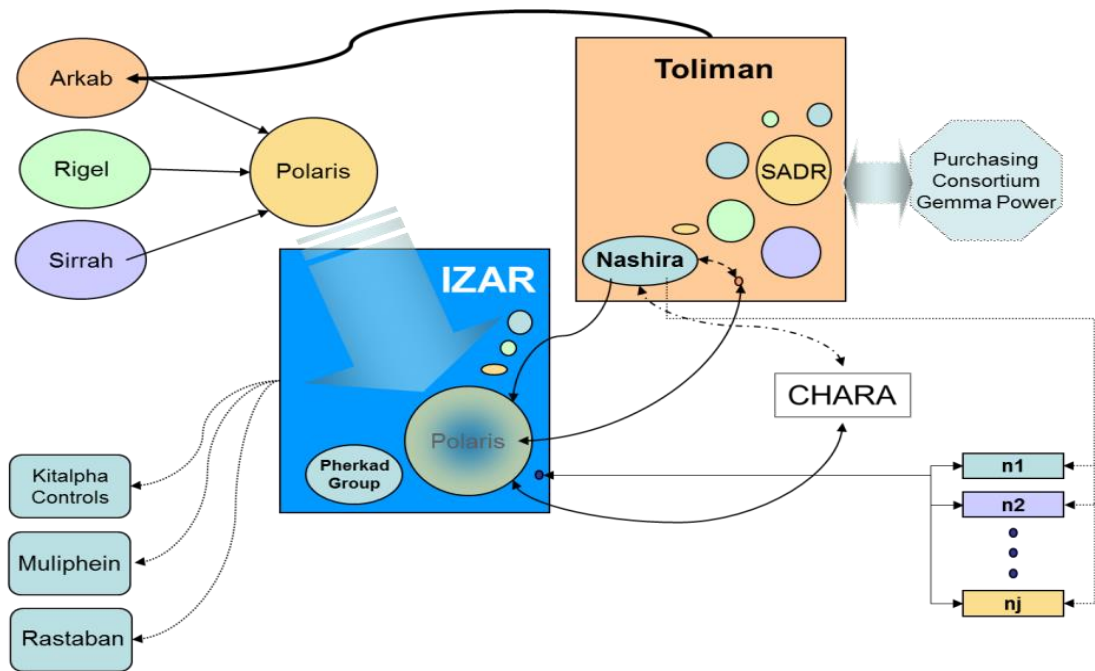 Arkab
Rigel
Sirrah
Polaris
Toliman
SADR
Nashira
Purchasing
Consortium
Gemma Power
IZAR
Polaris
Pherkad
Group
CHARA
Kitalpha
Controls
Muliphein
Rastaban
n1
n2
nj